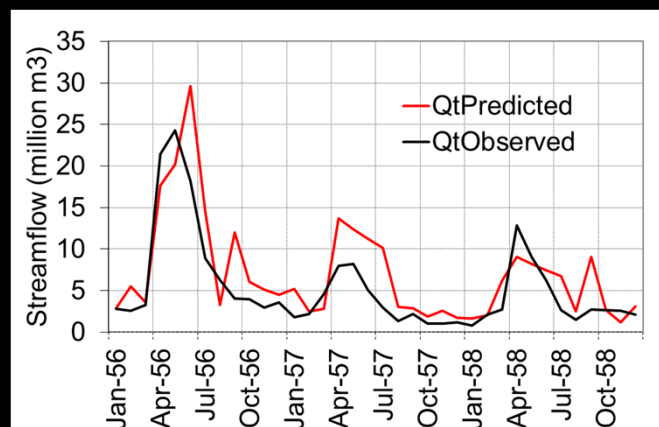 Streamflow (million m3)
35
30
25
20
15
10
5
0
QtPredicted
QtObserved
Jan-56
Apr-56
Jul-56
Oct-56
Jan-57
Apr-57
Jul-57
Oct-57
Jan-58
Apr-58
Jul-58
Oct-58